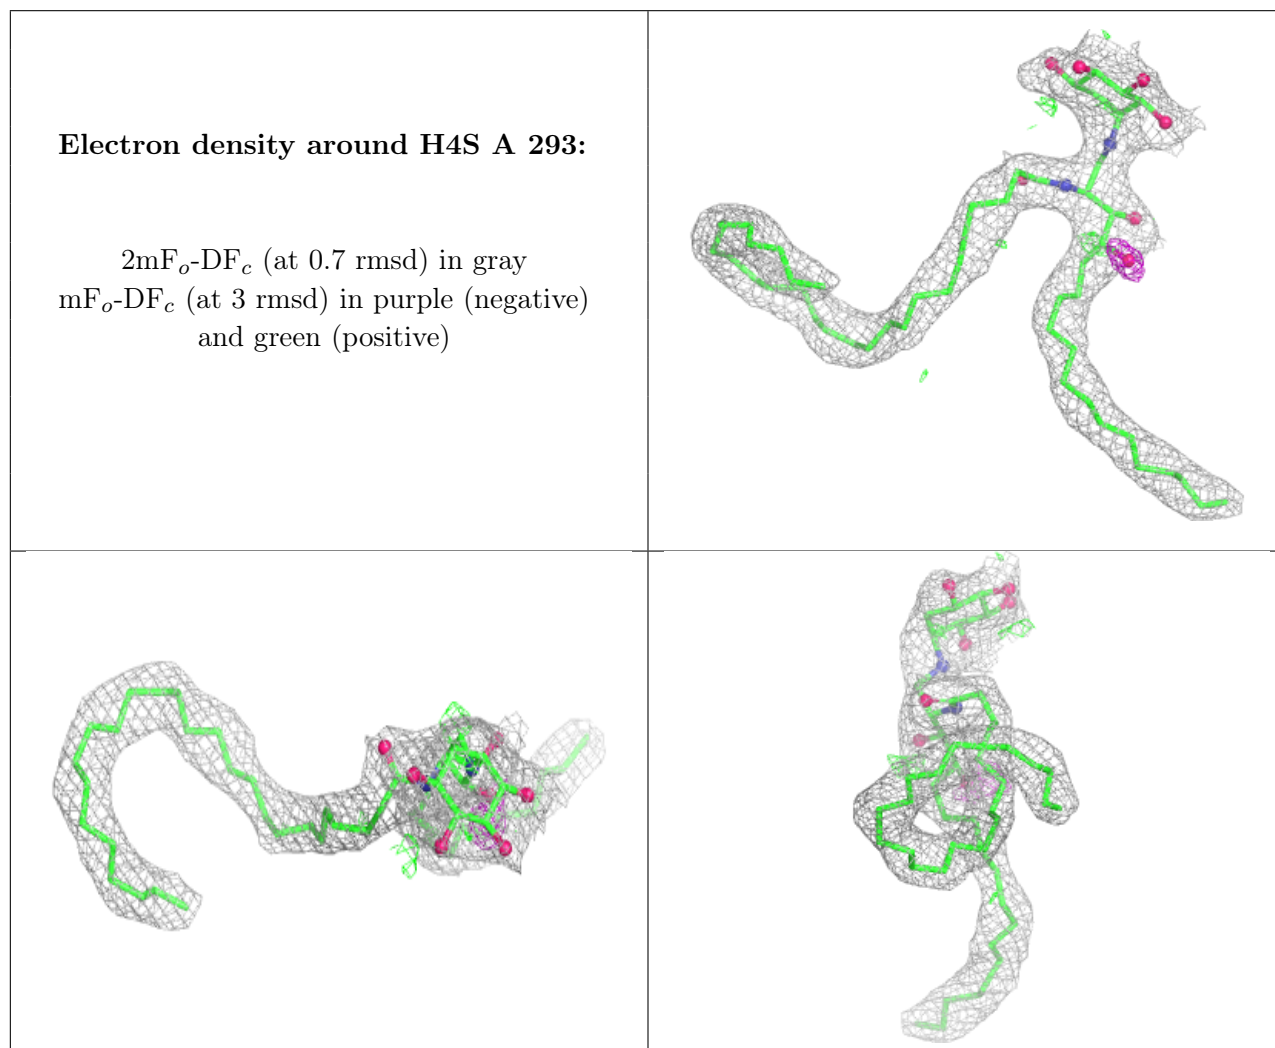 Electron density around H4S A 293:
2mFo-DFc (at 0.7 rmsd) in gray
mFo-DFc (at 3 rmsd) in purple (negative)
and green (positive)